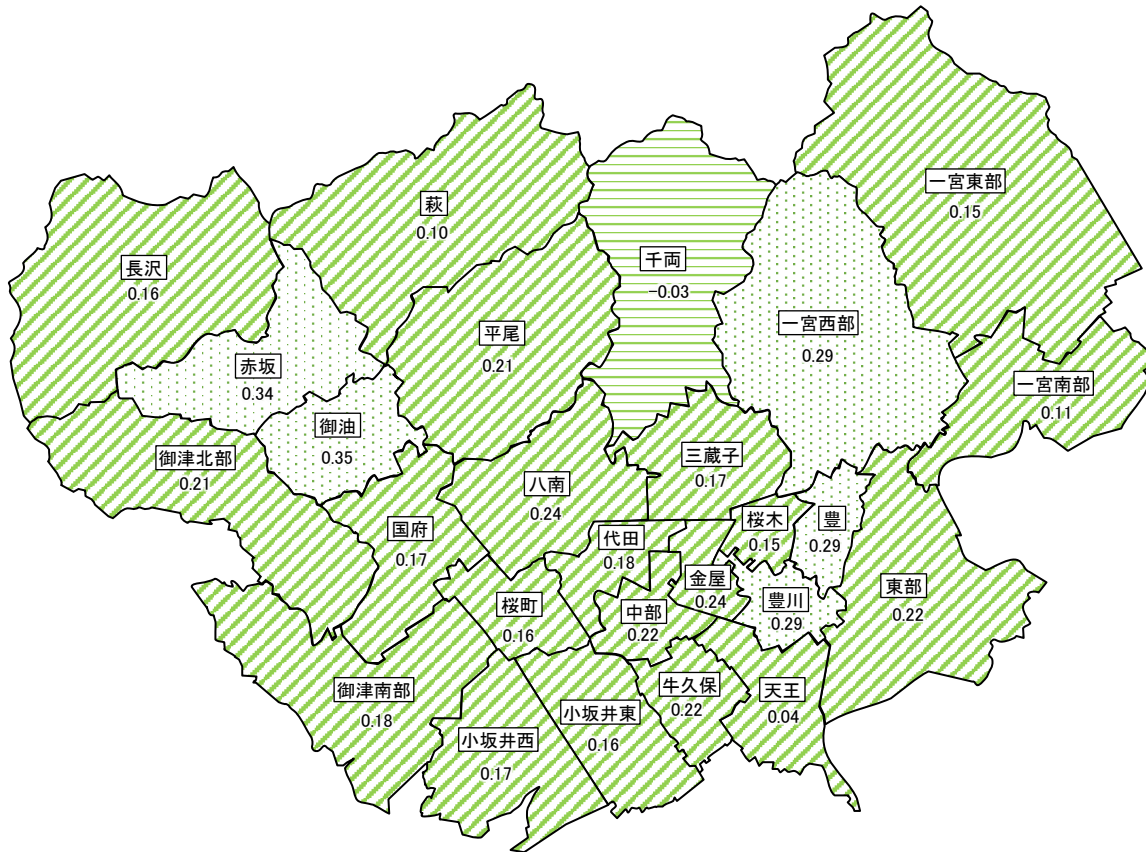 一宮東部
0.15
萩
0.10
長沢
0.16
千両
-0.03
一宮西部
0.29
平尾
0.21
赤坂
0.34
一宮南部
0.11
御油
0.35
御津北部
0.21
三蔵子
0.17
八南
0.24
国府
0.17
桜木
0.15
豊
0.29
代田
0.18
金屋
0.24
東部
0.22
豊川
0.29
桜町
0.16
中部
0.22
御津南部
0.18
牛久保
0.22
天王
0.04
小坂井東
0.16
小坂井西
0.17